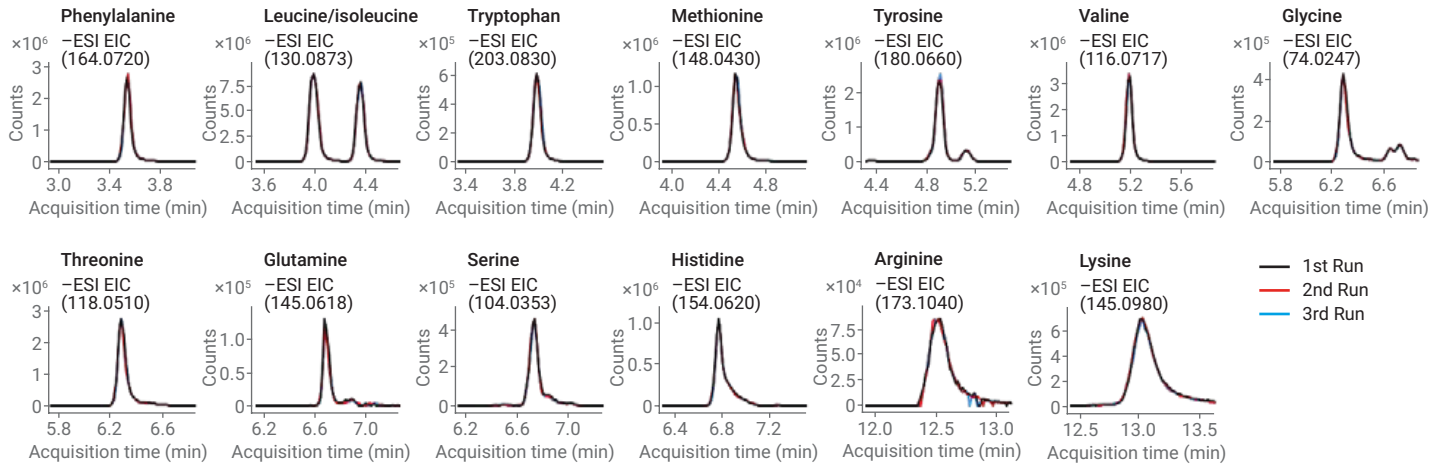 Phenylalanine
–ESI EIC
(164.0720)
×10⁶
3
2
1
0
Counts
3.0 3.4 3.8
Acquisition time (min)
Leucine/isoleucine
–ESI EIC
(130.0873)
×10⁶
7.5
5.0
2.5
0
Counts
3.6 4.0 4.4
Acquisition time (min)
Tryptophan
–ESI EIC
(203.0830)
×10⁵
6
4
2
0
Counts
3.4 3.8 4.2
Acquisition time (min)
Methionine
–ESI EIC
(148.0430)
×10⁶
1.0
0.5
0
Counts
4.0 4.4 4.8
Acquisition time (min)
Tyrosine
–ESI EIC
(180.0660)
×10⁶
2
1
0
Counts
4.4 4.8 5.2
Acquisition time (min)
Valine
–ESI EIC
(116.0717)
×10⁶
3
2
1
0
Counts
4.8 5.2 5.6
Acquisition time (min)
Glycine
–ESI EIC
(74.0247)
×10⁵
4
2
0
Counts
5.8 6.2 6.6
Acquisition time (min)
Threonine
–ESI EIC
(118.0510)
×10⁶
3
2
1
0
Counts
5.8 6.2 6.6
Acquisition time (min)
Glutamine
–ESI EIC
(145.0618)
×10⁵
1.0
0.5
0
Counts
6.2 6.6 7.0
Acquisition time (min)
Serine
–ESI EIC
(104.0353)
×10⁵
4
2
0
Counts
6.2 6.6 7.0
Acquisition time (min)
Histidine
–ESI EIC
(154.0620)
×10⁶
1.0
0.5
0
Counts
6.4 6.8 7.2
Acquisition time (min)
Arginine
–ESI EIC
(173.1040)
×10⁴
7.5
5.0
2.5
0
Counts
12.0 12.5 13.0
Acquisition time (min)
Lysine
–ESI EIC
(145.0980)
×10⁵
6
4
2
0
Counts
12.5 13.0 13.5
Acquisition time (min)
1st Run
2nd Run
3rd Run